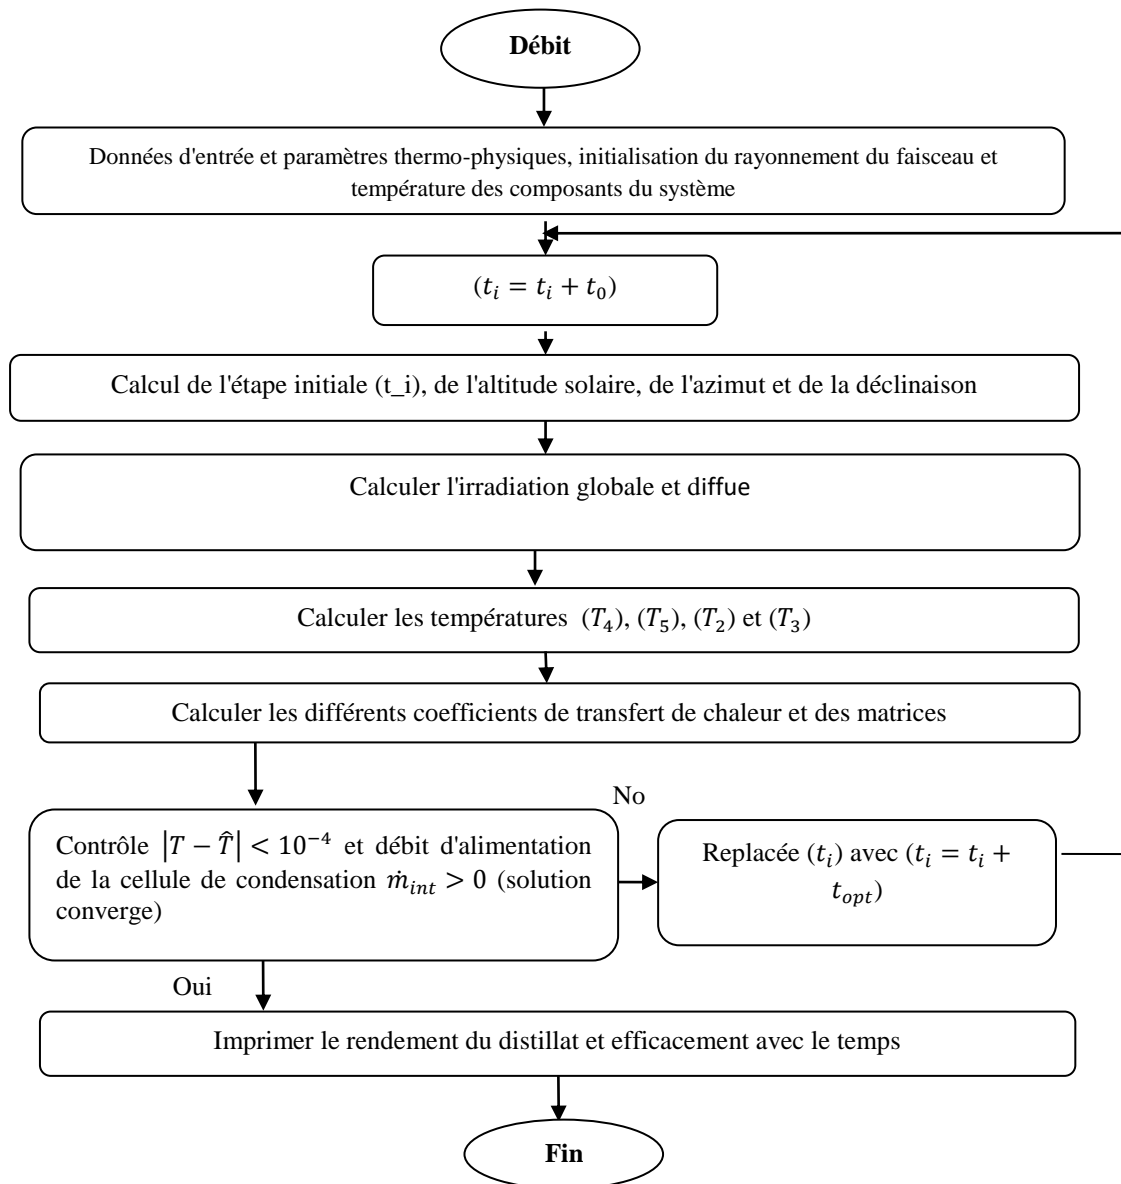 Débit
Données d'entrée et paramètres thermo-physiques, initialisation du rayonnement du faisceau et
température des composants du système
(t_i = t_i + t_0)
Calcul de l'étape initiale (t_i), de l'altitude solaire, de l'azimut et de la déclinaison
Calculer l'irradiation globale et diffue
Calculer les températures (T_4), (T_5), (T_2) et (T_3)
Calculer les différents coefficients de transfert de chaleur et des matrices
No
Contrôle |T − T̂| < 10⁻⁴ et débit d'alimentation
de la cellule de condensation ṁ_int > 0 (solution
converge)
Replacée (t_i) avec (t_i = t_i +
t_opt)
Oui
Imprimer le rendement du distillat et efficacement avec le temps
Fin